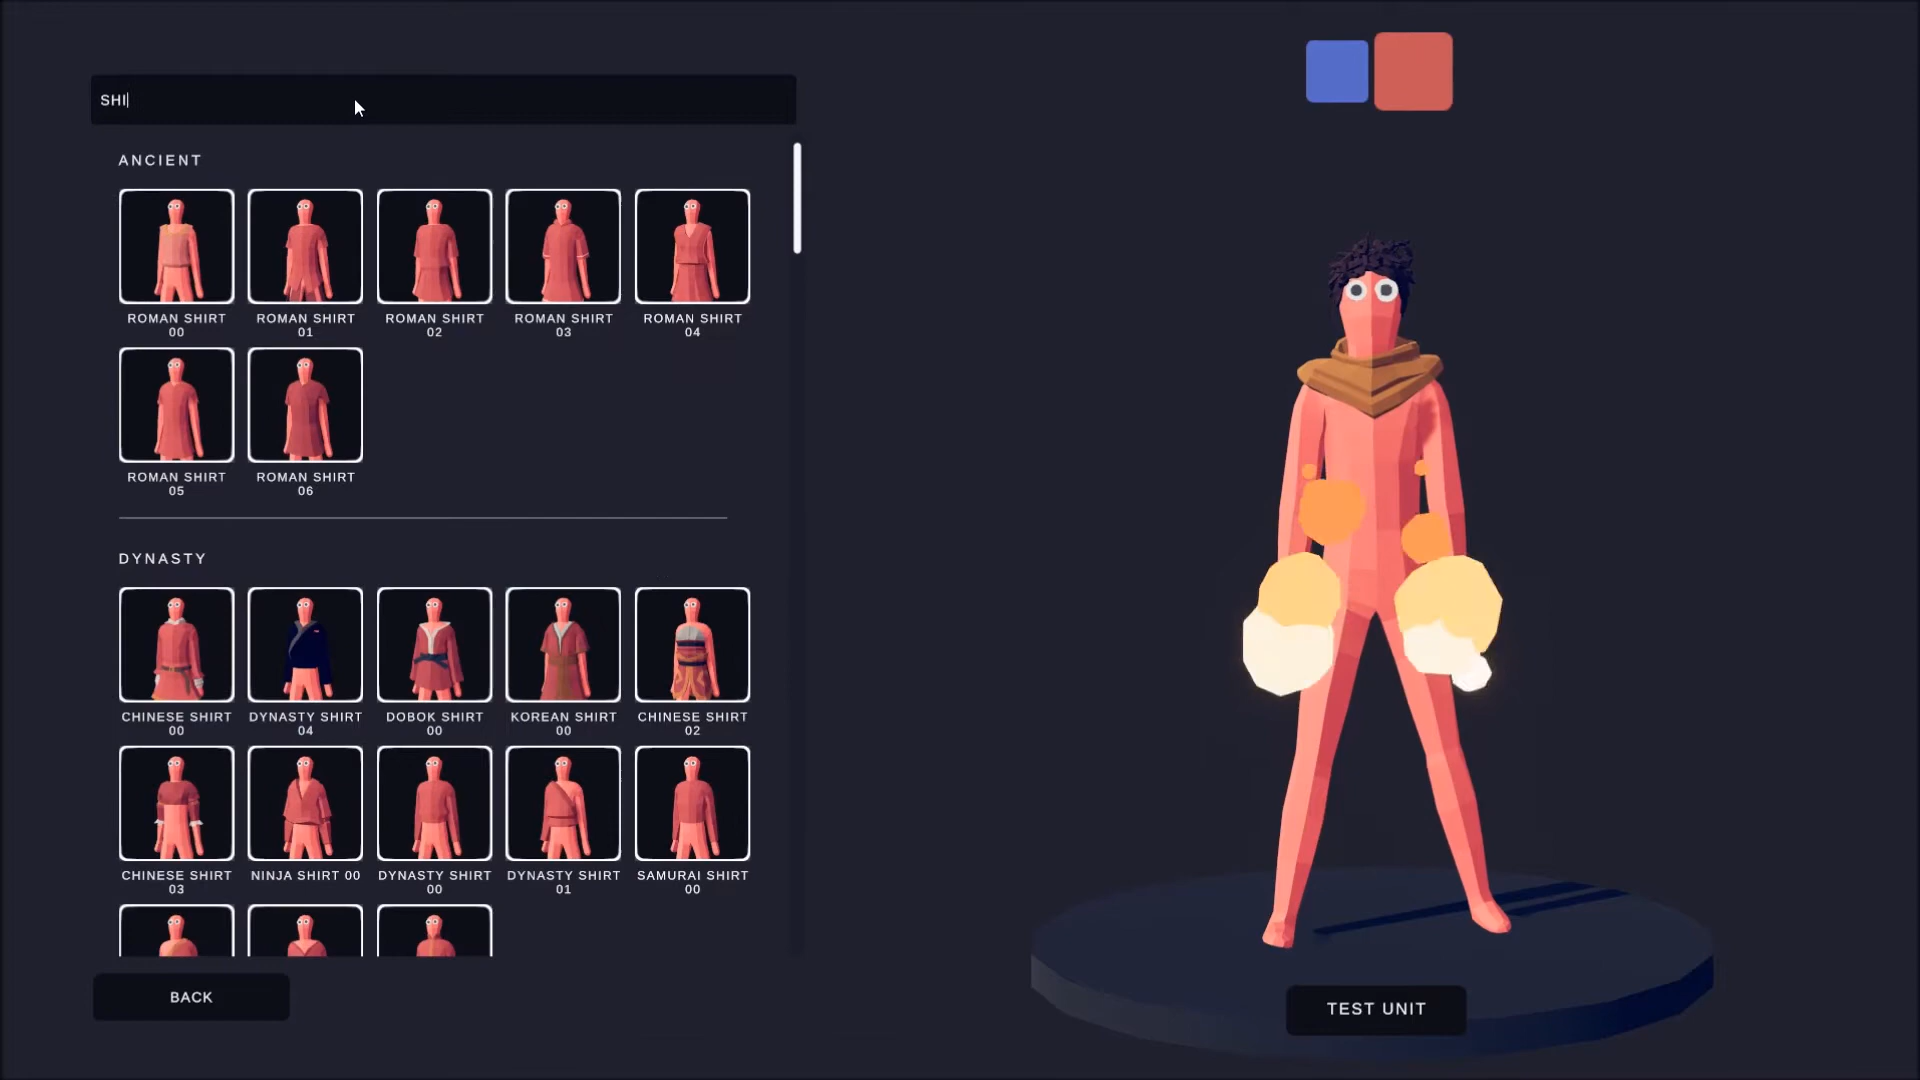 SHI
ANCIENT
ROMAN SHIRT
00
ROMAN SHIRT
01
ROMAN SHIRT
02
ROMAN SHIRT
03
ROMAN SHIRT
04
ROMAN SHIRT
05
ROMAN SHIRT
06
DYNASTY
CHINESE SHIRT
00
DYNASTY SHIRT
04
DOBOK SHIRT
00
KOREAN SHIRT
00
CHINESE SHIRT
02
CHINESE SHIRT
03
NINJA SHIRT 00
DYNASTY SHIRT
00
DYNASTY SHIRT
01
SAMURAI SHIRT
00
BACK
TEST UNIT